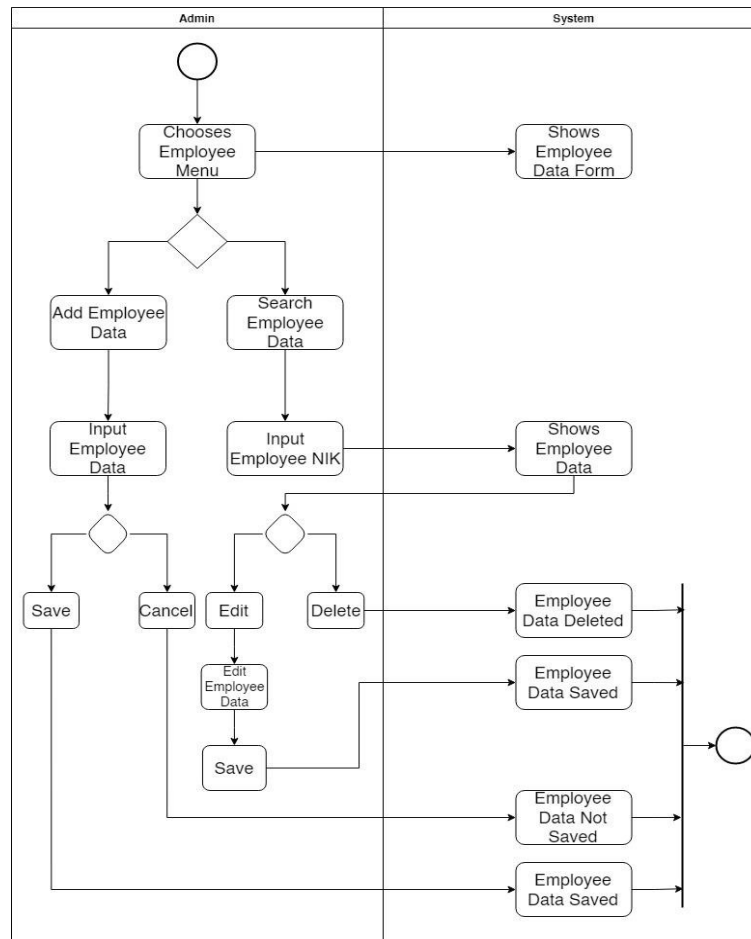 Admin
System
Chooses
Employee
Menu
Shows
Employee
Data Form
Add Employee
Data
Search
Employee
Data
Input
Employee
Data
Input
Employee NIK
Shows
Employee
Data
Save
Cancel
Edit
Delete
Employee
Data Deleted
Edit
Employee
Data
Employee
Data Saved
Save
Employee
Data Not
Saved
Employee
Data Saved